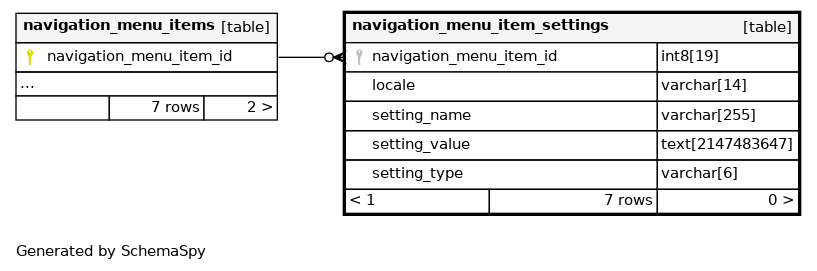 navigation_menu_items [table]
navigation_menu_item_id
...
7 rows 2 >
navigation_menu_item_settings [table]
navigation_menu_item_id int8[19]
locale varchar[14]
setting_name varchar[255]
setting_value text[2147483647]
setting_type varchar[6]
< 1 7 rows 0 >
Generated by SchemaSpy